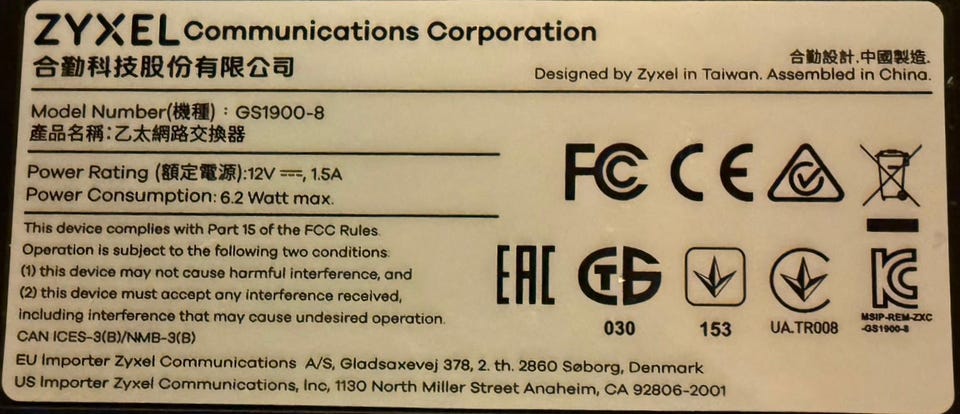 ZYXEL Communications Corporation
合勤科技股份有限公司
合勤設計.中國製造.
Designed by Zyxel in Taiwan. Assembled in China.
Model Number(機種) : GS1900-8
產品名稱:乙太網路交換器
Power Rating (額定電源):12V ⎓, 1.5A
Power Consumption: 6.2 Watt max.
This device complies with Part 15 of the FCC Rules.
Operation is subject to the following two conditions:
(1) this device may not cause harmful interference, and
(2) this device must accept any interference received,
including interference that may cause undesired operation.
CAN ICES-3(B)/NMB-3(B)
FC CE
EAC
030
153
UA.TR008
KC
MSIP-REM-ZXC
-GS1900-8
EU Importer Zyxel Communications A/S, Gladsaxevej 378, 2. th. 2860 Søborg, Denmark
US Importer Zyxel Communications, Inc, 1130 North Miller Street Anaheim, CA 92806-2001